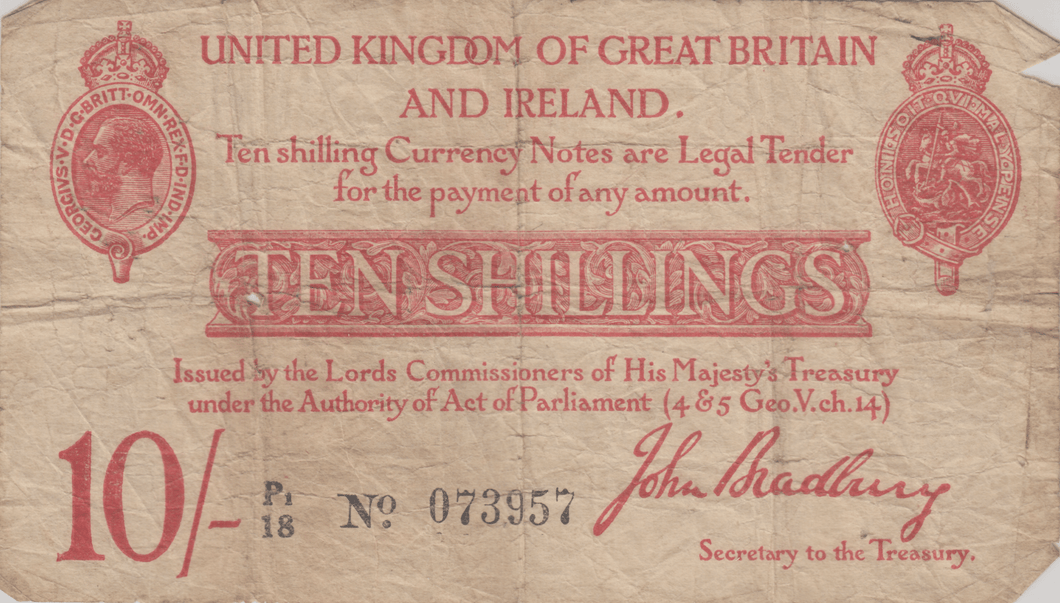 UNITED KINGDOM OF GREAT BRITAIN
AND IRELAND.
GEORGIVS·V·D·G·BRITT·OMN·REX·F·D·IND·IMP·
HONI·SOIT·QVI·MAL·Y·PENSE
Ten shilling Currency Notes are Legal Tender
for the payment of any amount.
TEN SHILLINGS
Issued by the Lords Commissioners of His Majesty's Treasury
under the Authority of Act of Parliament (4 & 5 Geo.V.ch.14)
10/-
P1
18
No. 073957
John Bradbury
Secretary to the Treasury.